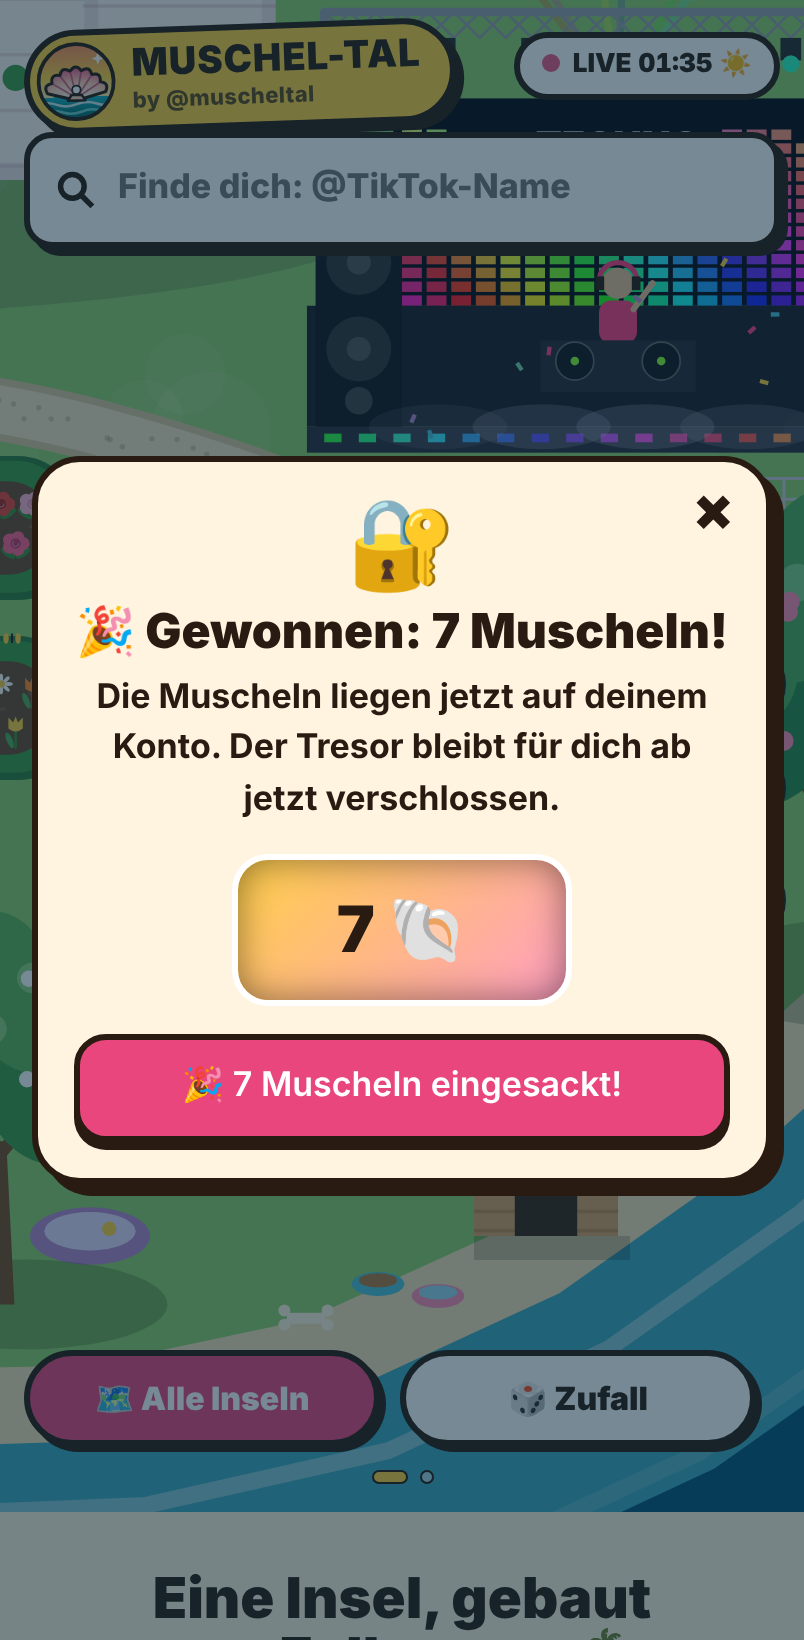 MUSCHEL-TAL
by @muscheltal
LIVE 01:35 ☀️
Finde dich: @TikTok-Name
🎉 Gewonnen: 7 Muscheln!
Die Muscheln liegen jetzt auf deinem
Konto. Der Tresor bleibt für dich ab
jetzt verschlossen.
7 🐚
🎉 7 Muscheln eingesackt!
🗺️ Alle Inseln
🎲 Zufall
Eine Insel, gebaut